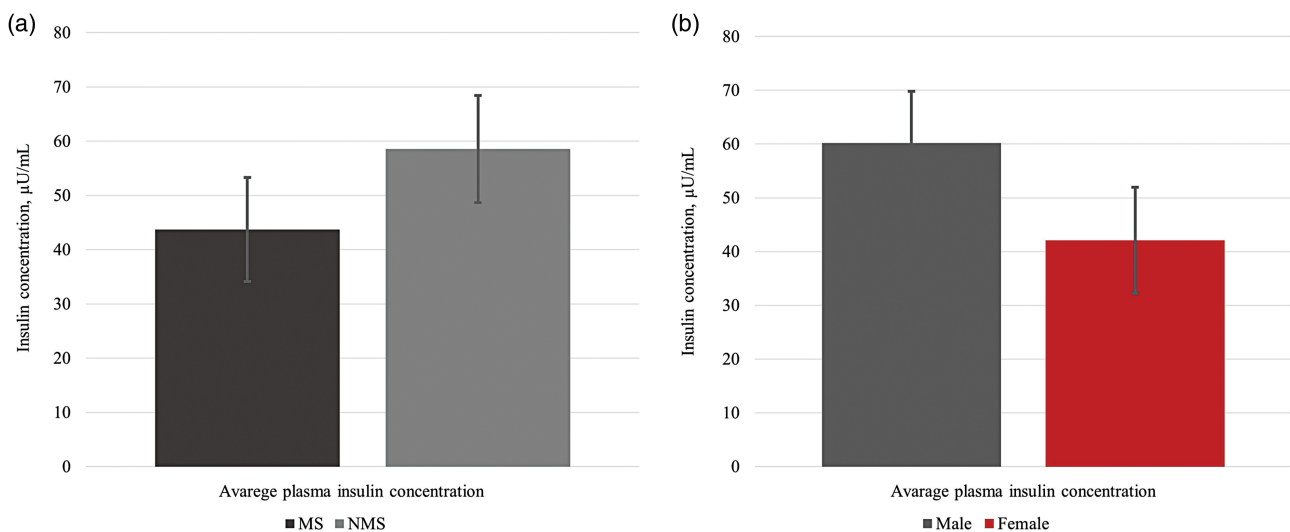 (a)
80
70
60
50
40
30
20
10
0
Insulin concentration, μU/mL
Avarege plasma insulin concentration
MS NMS
(b)
80
70
60
50
40
30
20
10
0
Insulin concentration, μU/mL
Avarage plasma insulin concentration
Male Female